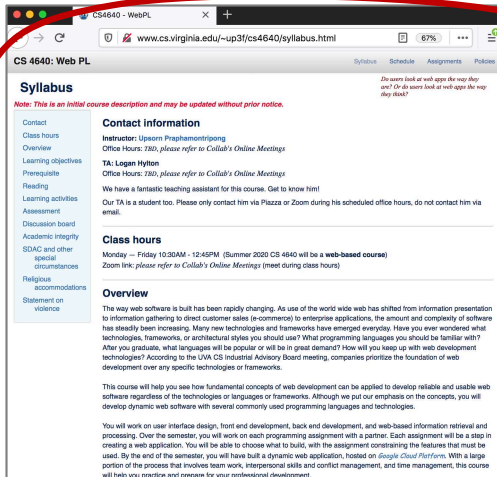 CS4640 - WebPL
www.cs.virginia.edu/~up3f/cs4640/syllabus.html
67%
CS 4640: Web PL
Syllabus Schedule Assignments Policies
Syllabus
Do users look at web apps the way they
are? Or do users look at web apps the way
they think?
Note: This is an initial course description and may be updated without prior notice.
Contact
Class hours
Overview
Learning objectives
Prerequisite
Reading
Learning activities
Assessment
Discussion board
Academic integrity
SDAC and other
special
circumstances
Religious
accommodations
Statement on
violence
Contact information
Instructor: Upsorn Praphamontripong
Office Hours: TBD, please refer to Collab's Online Meetings
TA: Logan Hylton
Office Hours: TBD, please refer to Collab's Online Meetings
We have a fantastic teaching assistant for this course. Get to know him!
Our TA is a student too. Please only contact him via Piazza or Zoom during his scheduled office hours, do not contact him via
email.
Class hours
Monday — Friday 10:30AM - 12:45PM (Summer 2020 CS 4640 will be a web-based course)
Zoom link: please refer to Collab's Online Meetings (meet during class hours)
Overview
The way web software is built has been rapidly changing. As use of the world wide web has shifted from information presentation
to information gathering to direct customer sales (e-commerce) to enterprise applications, the amount and complexity of software
has steadily been increasing. Many new technologies and frameworks have emerged everyday. Have you ever wondered what
technologies, frameworks, or architectural styles you should use? What programming languages you should be familiar with?
After you graduate, what languages will be popular or will be in great demand? How will you keep up with web development
technologies? According to the UVA CS Industrial Advisory Board meeting, companies prioritize the foundation of web
development over any specific technologies or frameworks.
This course will help you see how fundamental concepts of web development can be applied to develop reliable and usable web
software regardless of the technologies or languages or frameworks. Although we put our emphasis on the concepts, you will
develop dynamic web software with several commonly used programming languages and technologies.
You will work on user interface design, front end development, back end development, and web-based information retrieval and
processing. Over the semester, you will work on each programming assignment with a partner. Each assignment will be a step in
creating a web application. You will be able to choose what to build, with the assignment constraining the features that must be
used. By the end of the semester, you will have built a dynamic web application, hosted on Google Cloud Platform. With a large
portion of the process that involves team work, interpersonal skills and conflict management, and time management, this course
will help you practice and prepare for your professional development.